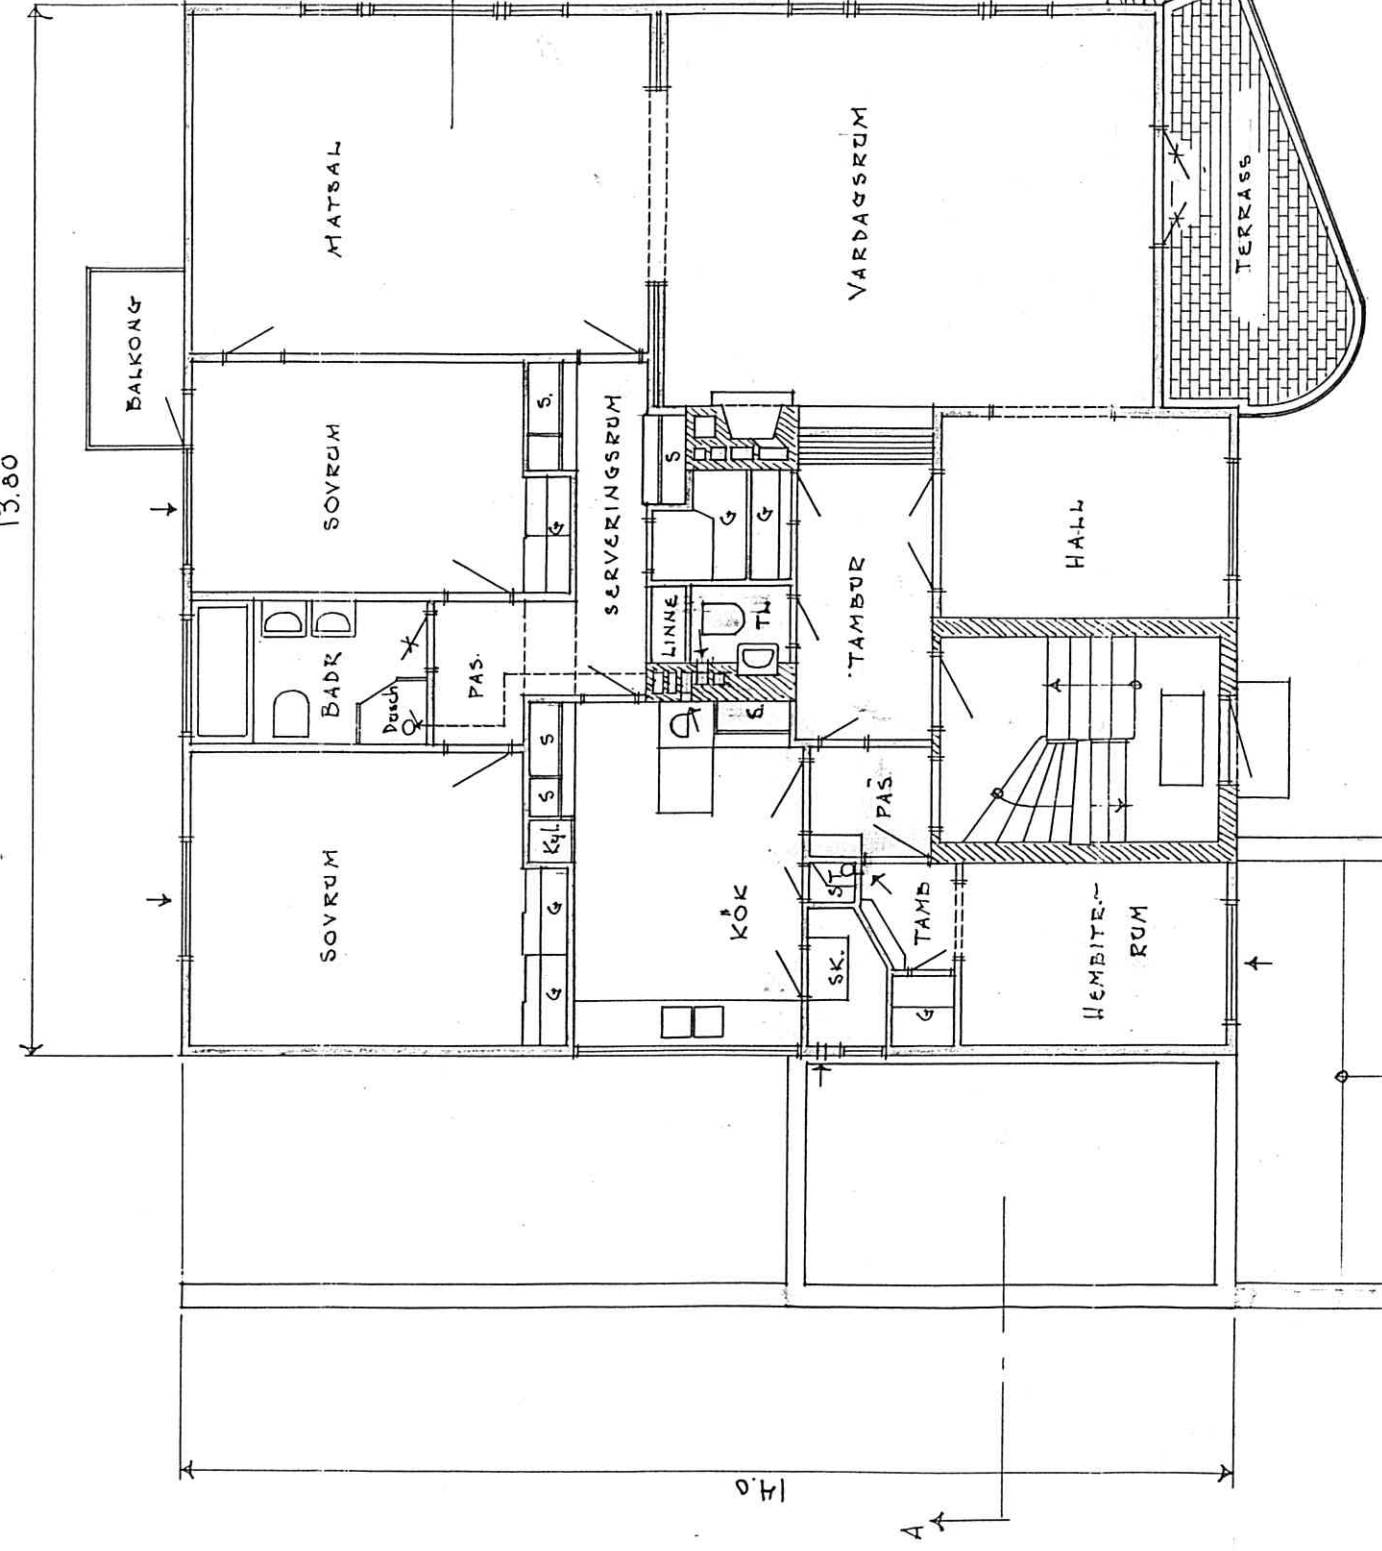 13.80
BALKONG
MATSAL
VARDAGSRUM
TERRASS
SOVRUM
S.
G
SERVERINGSRUM
S
G
G
HALL
BADR
Dusch
PAS.
LINNE
TL
TAMBUR
SOVRUM
S
S
Kyl.
G
G
S.
KÖK
PAS.
ST.
SK.
TAMB
G
HEMBITR.-
RUM
14.0
A